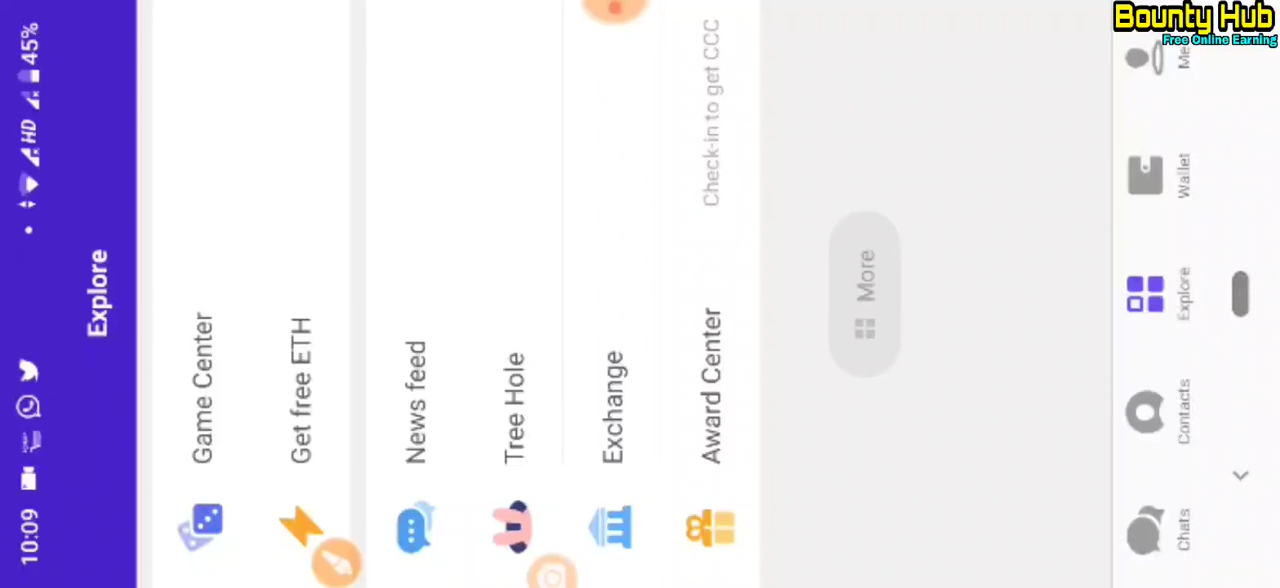 Bounty Hub
Free Online Earning
10:09
HD
45%
Explore
Game Center
Get free ETH
News feed
Tree Hole
Exchange
Award Center
Check-in to get CCC
More
Chats
Contacts
Explore
Wallet
Me